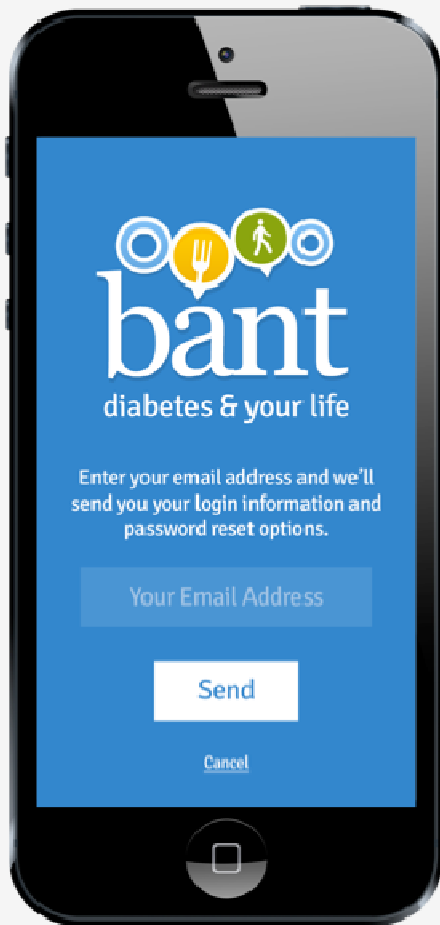 bant
diabetes & your life
Enter your email address and we'll
send you your login information and
password reset options.
Your Email Address
Send
Cancel